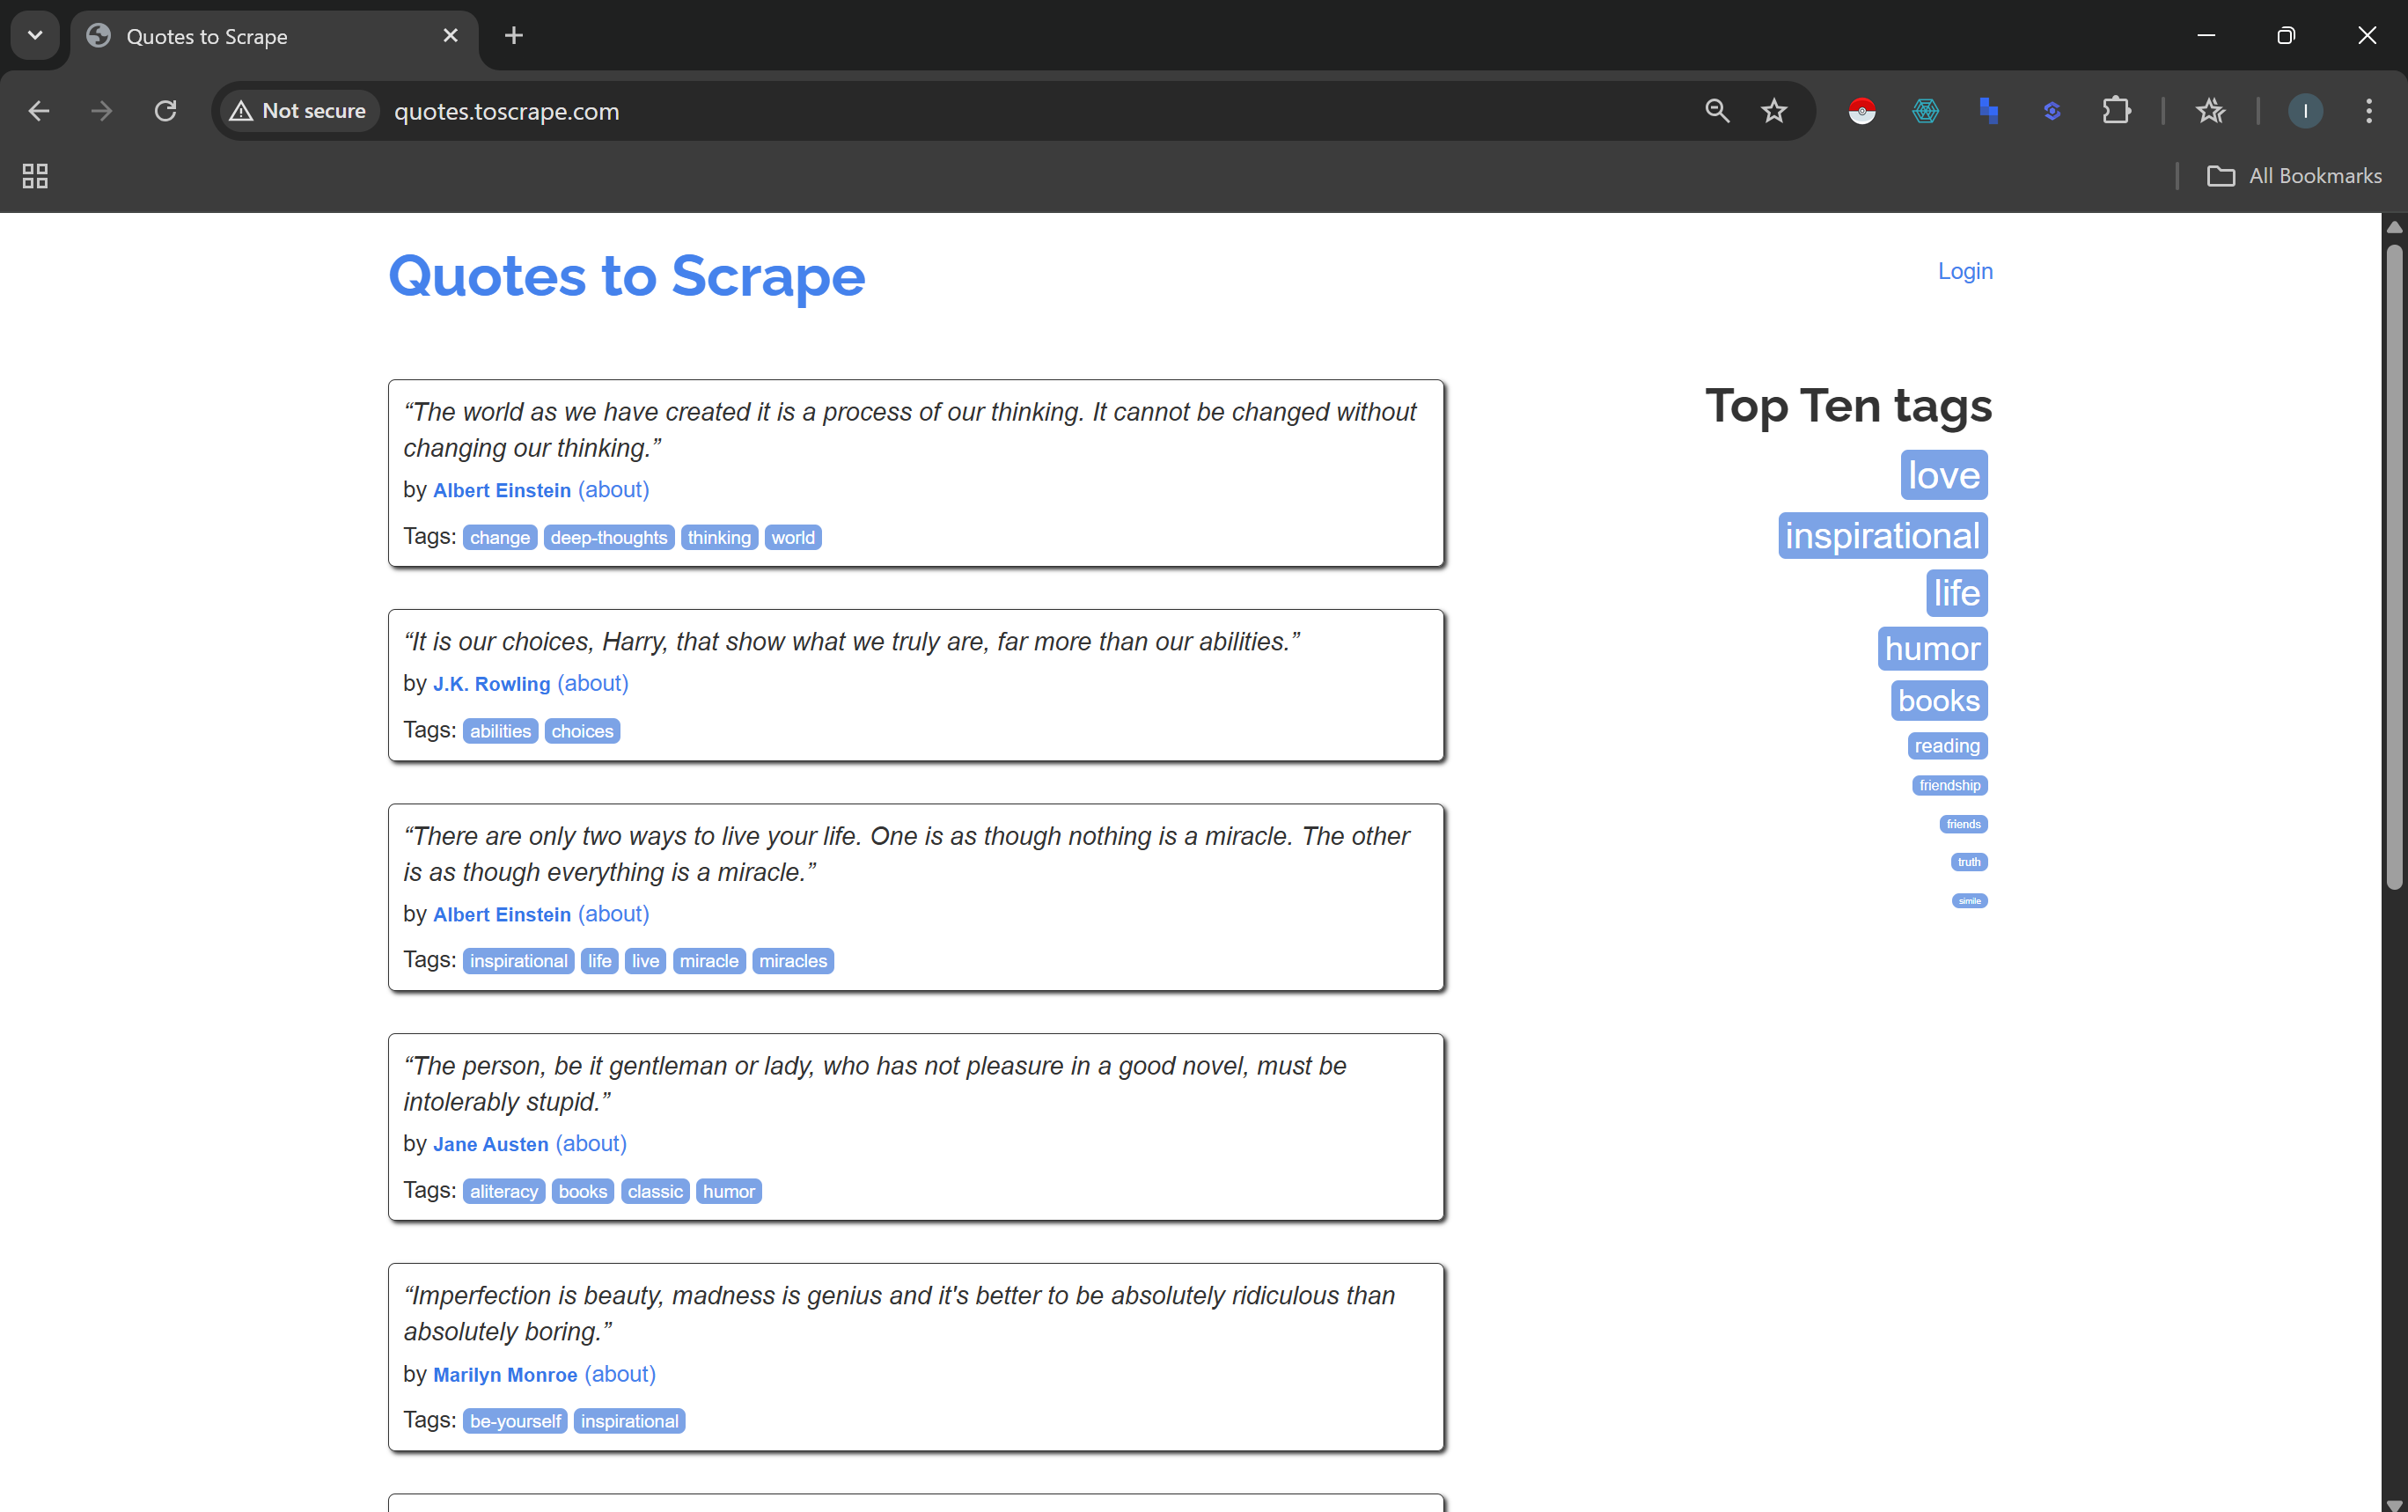 Quotes to Scrape
Not secure
quotes.toscrape.com
I
All Bookmarks
Quotes to Scrape
Login
“The world as we have created it is a process of our thinking. It cannot be changed without
changing our thinking.”
by Albert Einstein (about)
Tags: change deep-thoughts thinking world
“It is our choices, Harry, that show what we truly are, far more than our abilities.”
by J.K. Rowling (about)
Tags: abilities choices
“There are only two ways to live your life. One is as though nothing is a miracle. The other
is as though everything is a miracle.”
by Albert Einstein (about)
Tags: inspirational life live miracle miracles
“The person, be it gentleman or lady, who has not pleasure in a good novel, must be
intolerably stupid.”
by Jane Austen (about)
Tags: aliteracy books classic humor
“Imperfection is beauty, madness is genius and it's better to be absolutely ridiculous than
absolutely boring.”
by Marilyn Monroe (about)
Tags: be-yourself inspirational
Top Ten tags
love
inspirational
life
humor
books
reading
friendship
friends
truth
simile